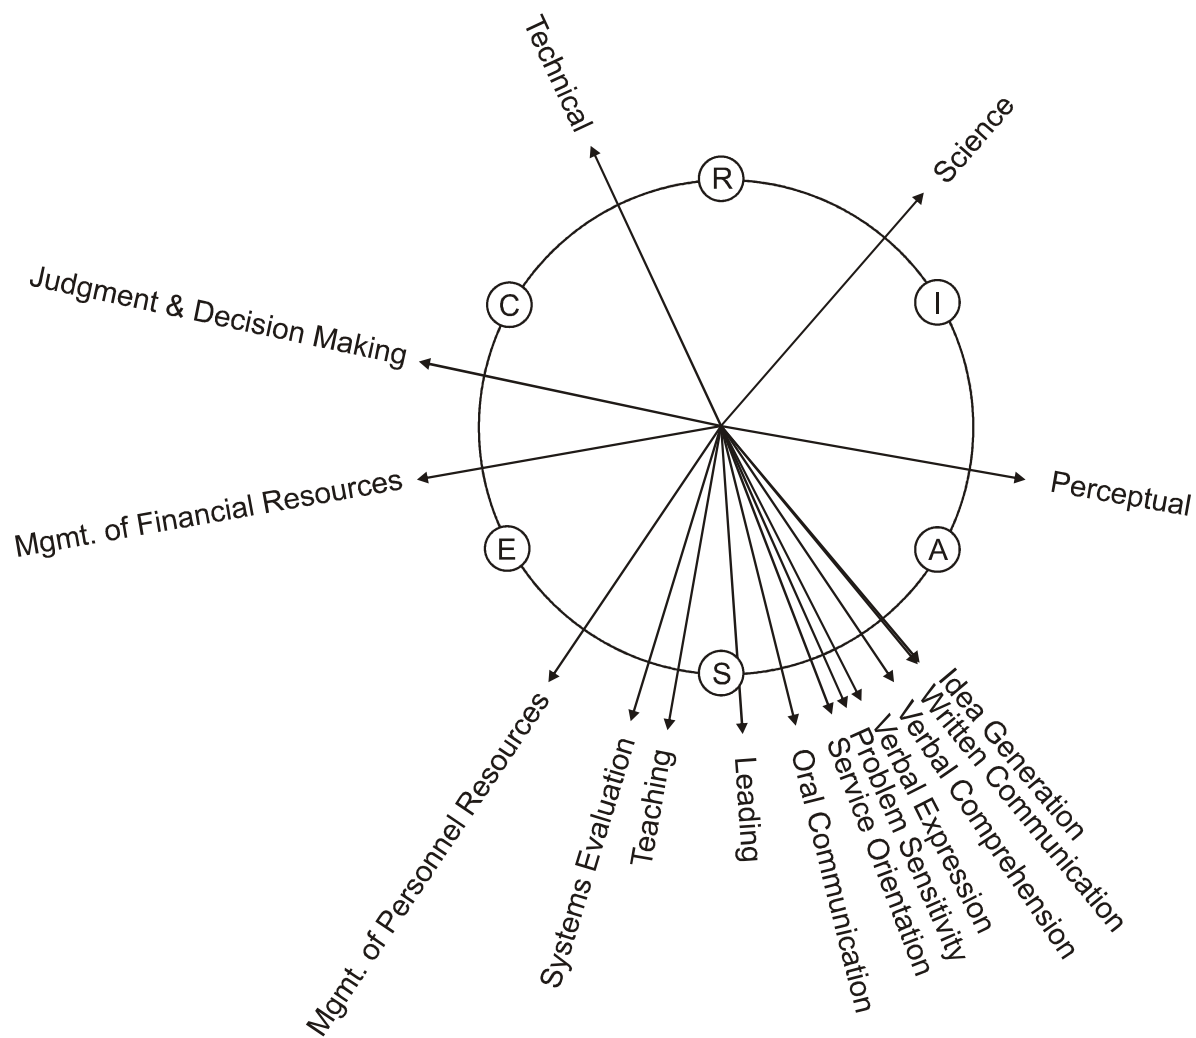 Technical
Science
R
Judgment & Decision Making
C
I
Mgmt. of Financial Resources
Perceptual
E
A
S
Mgmt. of Personnel Resources
Systems Evaluation
Teaching
Leading
Oral Communication
Service Orientation
Problem Sensitivity
Verbal Expression
Verbal Comprehension
Written Communication
Idea Generation